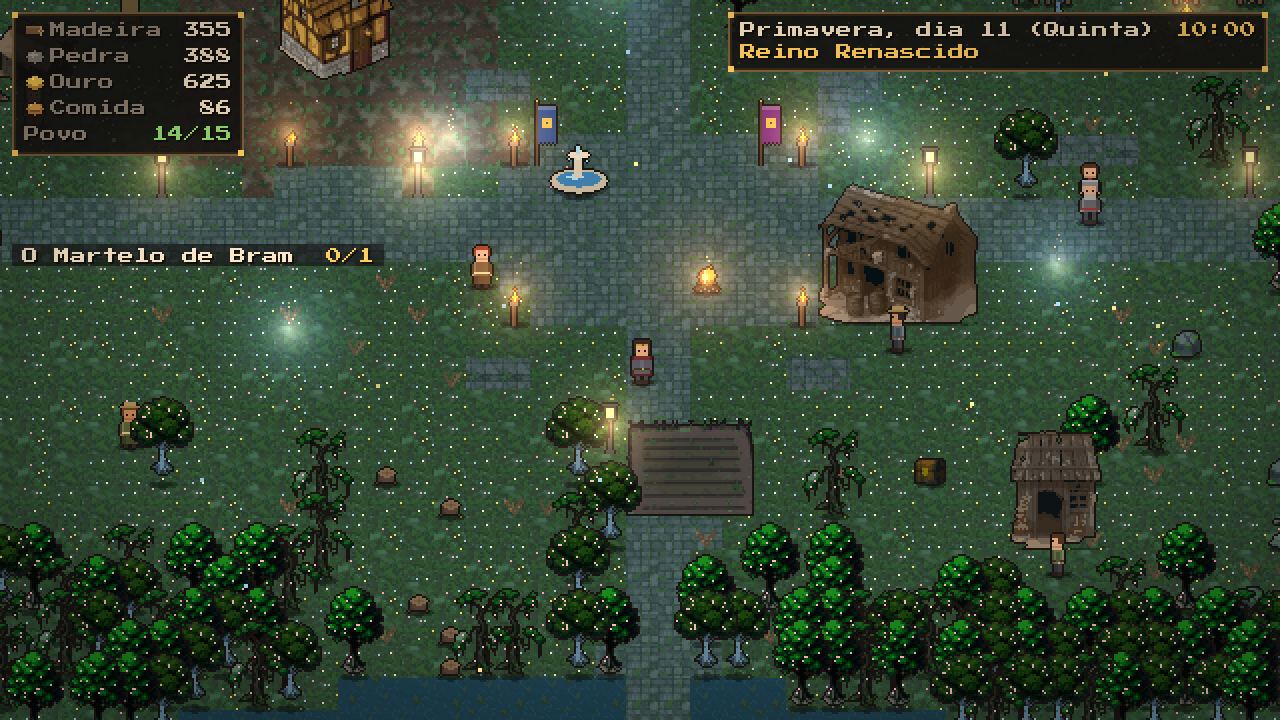 Madeira 355
Pedra 388
Ouro 625
Comida 86
Povo 14/15
Primavera, dia 11 (Quinta) 10:00
Reino Renascido
O Martelo de Bram 0/1